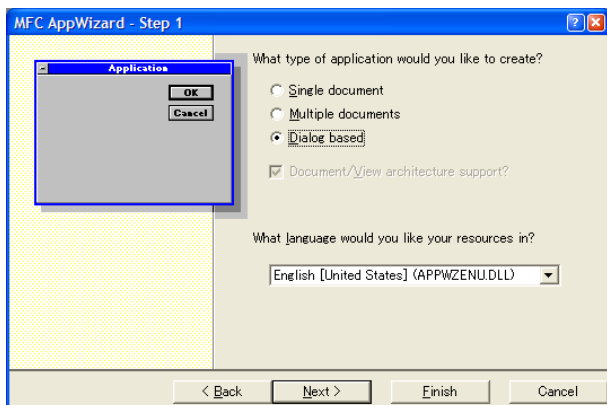 MFC AppWizard - Step 1
Application
OK
Cancel
What type of application would you like to create?
Single document
Multiple documents
Dialog based
Document/View architecture support?
What language would you like your resources in?
English [United States] (APPWZENU.DLL)
< Back
Next >
Finish
Cancel